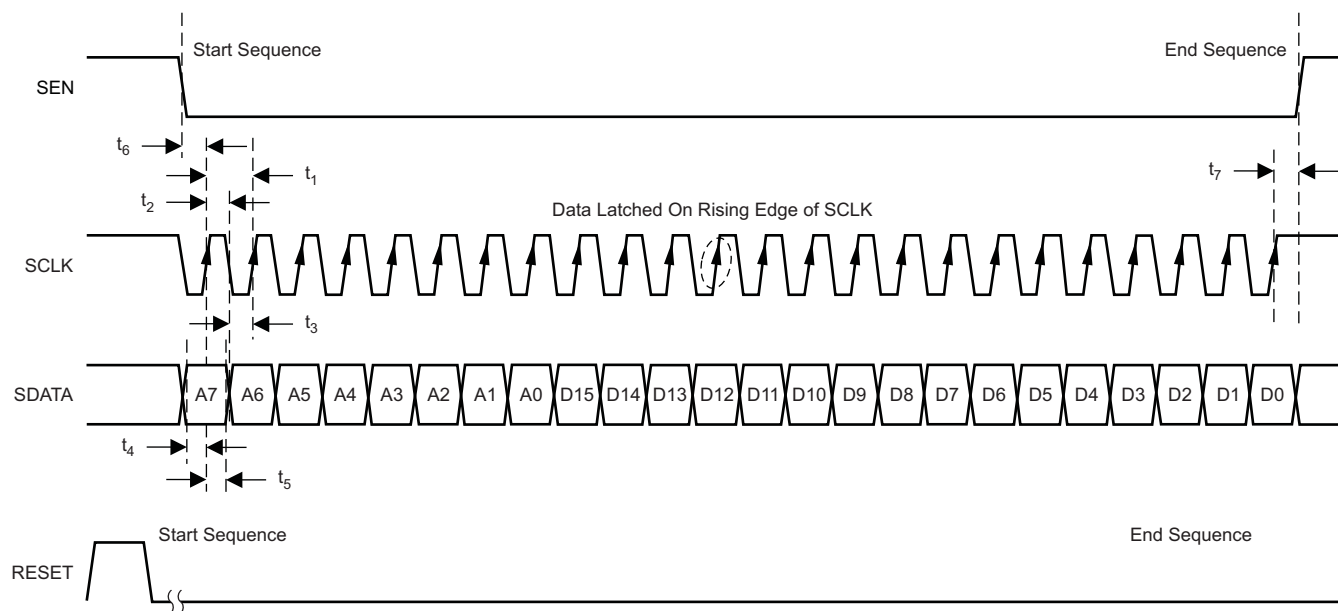 Start Sequence
End Sequence
SEN
t6
t1
t7
t2
Data Latched On Rising Edge of SCLK
SCLK
t3
SDATA A7 A6 A5 A4 A3 A2 A1 A0 D15 D14 D13 D12 D11 D10 D9 D8 D7 D6 D5 D4 D3 D2 D1 D0
t4
t5
Start Sequence
End Sequence
RESET